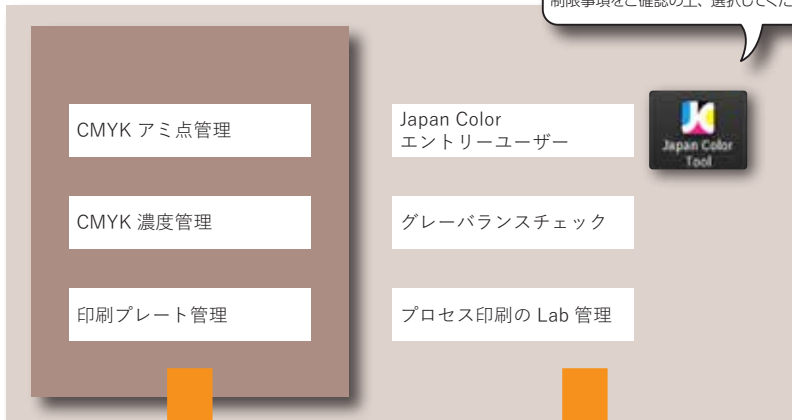 制限事項をご確認の上、選択してくだ
CMYK アミ点管理
CMYK 濃度管理
印刷プレート管理
Japan Color
エントリーユーザー
グレーバランスチェック
プロセス印刷の Lab 管理
Japan Color
Tool